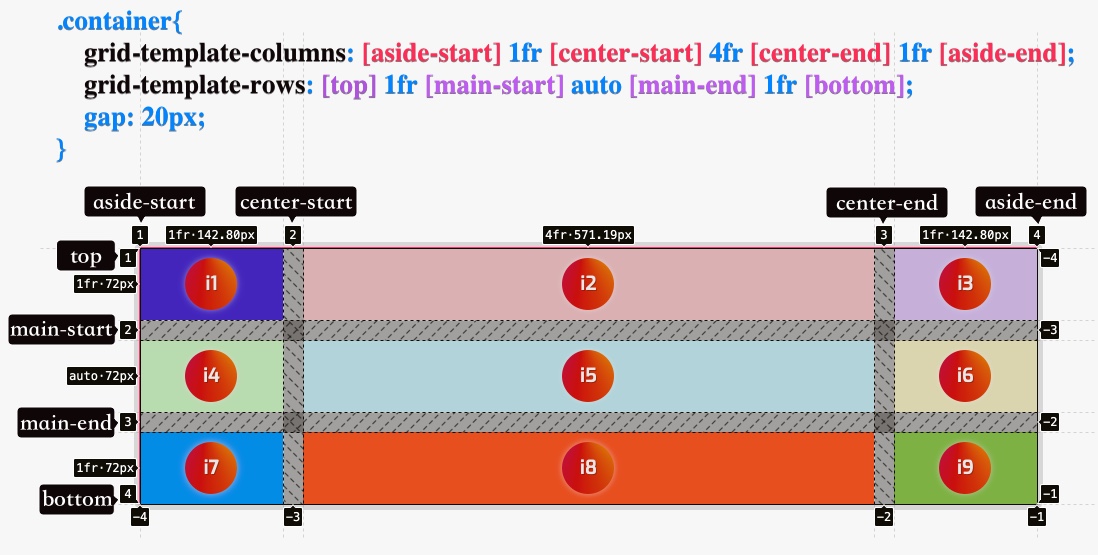 .container{
grid-template-columns: [aside-start] 1fr [center-start] 4fr [center-end] 1fr [aside-end];
grid-template-rows: [top] 1fr [main-start] auto [main-end] 1fr [bottom];
gap: 20px;
}
aside-start center-start center-end aside-end
1 1fr·142.80px 2 4fr·571.19px 3 1fr·142.80px 4
top 1 -4
1fr·72px i1 i2 i3
main-start 2 -3
auto·72px i4 i5 i6
main-end 3 -2
1fr·72px i7 i8 i9
bottom 4 -1
-4 -3 -2 -1